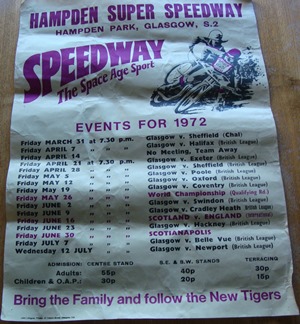 HAMPDEN SUPER SPEEDWAY
HAMPDEN PARK, GLASGOW, S.2
SPEEDWAY
The Space Age Sport
EVENTS FOR 1972
Friday MARCH 31 at 7.30 p.m. Glasgow v. Sheffield (Chal)
Friday APRIL 7 " " " Glasgow v. Halifax (British League)
Friday APRIL 14 No Meeting, Team Away
Friday APRIL 21 at 7.30 p.m. Glasgow v. Exeter (British League)
Friday APRIL 28 " " " Glasgow v. Sheffield (British League)
Friday MAY 5 " " " Glasgow v. Poole (British League)
Friday MAY 12 " " " Glasgow v. Oxford (British League)
Friday May 19 " " " Glasgow v. Coventry (British League)
Friday MAY 26 " " " World Championship (Qualifying Rd.)
Friday JUNE 2 " " " Glasgow v. Swindon (British League)
Friday JUNE 9 " " " Glasgow v. Cradley Heath (British League)
Friday JUNE 16 " " " SCOTLAND v. ENGLAND
Friday JUNE 23 " " " Glasgow v. Hackney (British League)
Friday JUNE 30 " " " SCOTIANAPOLIS
Friday JULY 7 " " " Glasgow v. Belle Vue (British League)
Wednesday 12 JULY " " " Glasgow v. Newport (British League)
ADMISSION: CENTRE STAND S.E. & S.W. STANDS TERRACING
Adults: 55p 40p 30p
Children & O.A.P.: 30p 20p 15p
Bring the Family and follow the New Tigers